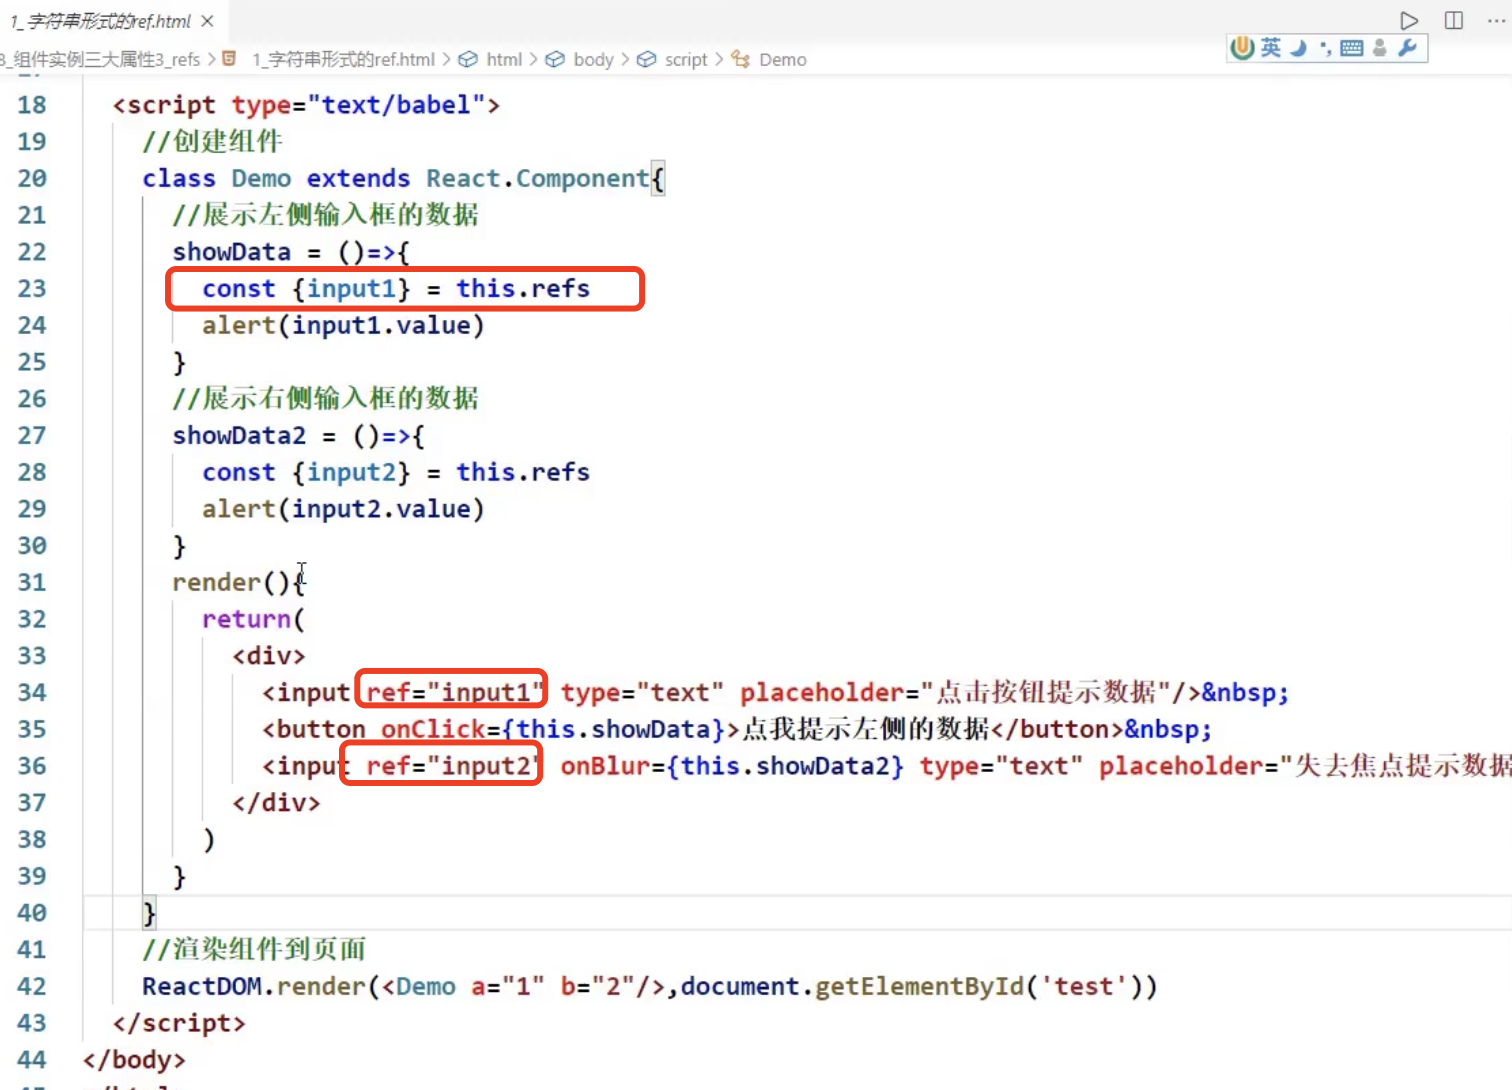 1_字符串形式的ref.html
8_组件实例三大属性3_refs > 1_字符串形式的ref.html > html > body > script > Demo
英
18 <script type="text/babel">
19 //创建组件
20 class Demo extends React.Component{
21 //展示左侧输入框的数据
22 showData = ()=>{
23 const {input1} = this.refs
24 alert(input1.value)
25 }
26 //展示右侧输入框的数据
27 showData2 = ()=>{
28 const {input2} = this.refs
29 alert(input2.value)
30 }
31 render(){
32 return(
33 <div>
34 <input ref="input1" type="text" placeholder="点击按钮提示数据"/>&nbsp;
35 <button onClick={this.showData}>点我提示左侧的数据</button>&nbsp;
36 <input ref="input2" onBlur={this.showData2} type="text" placeholder="失去焦点提示数据
37 </div>
38 )
39 }
40 }
41 //渲染组件到页面
42 ReactDOM.render(<Demo a="1" b="2"/>,document.getElementById('test'))
43 </script>
44 </body>